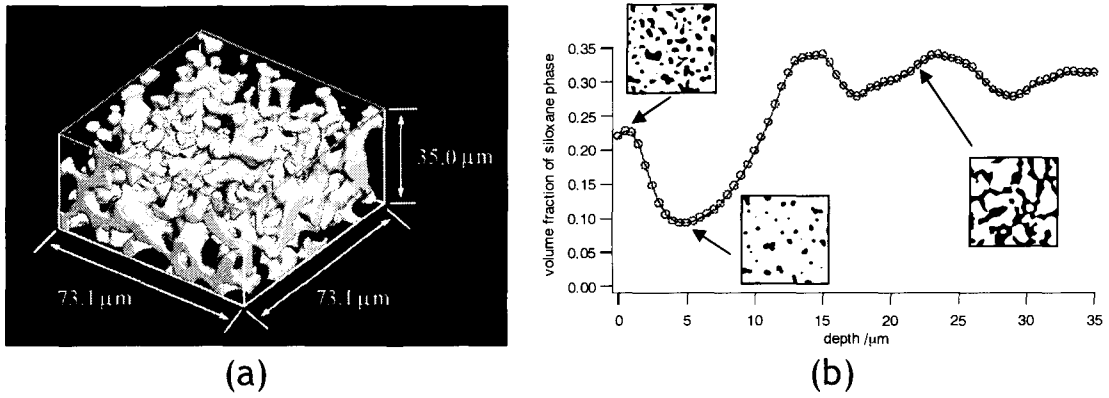 35.0 μm
73.1 μm
73.1 μm
(a)
volume fraction of siloxane phase
0.35
0.30
0.25
0.20
0.15
0.10
0.05
0.00
0 5 10 15 20 25 30 35
depth /μm
(b)